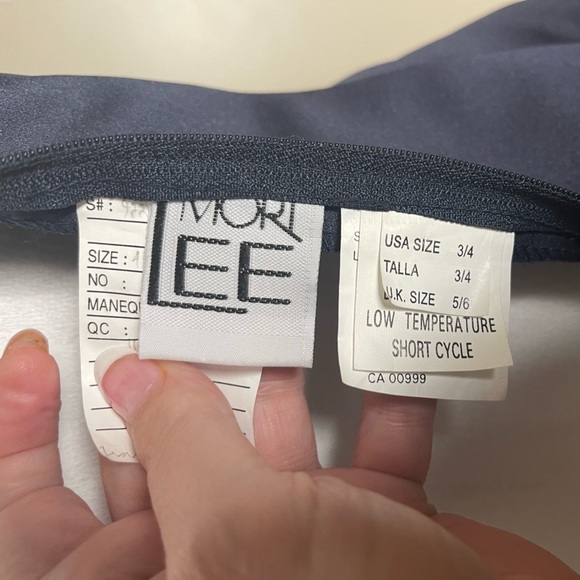 S# :
SIZE :
NO :
MANEQ
QC :
MORI
LEE
USA SIZE 3/4
TALLA 3/4
U.K. SIZE 5/6
LOW TEMPERATURE
SHORT CYCLE
CA 00999